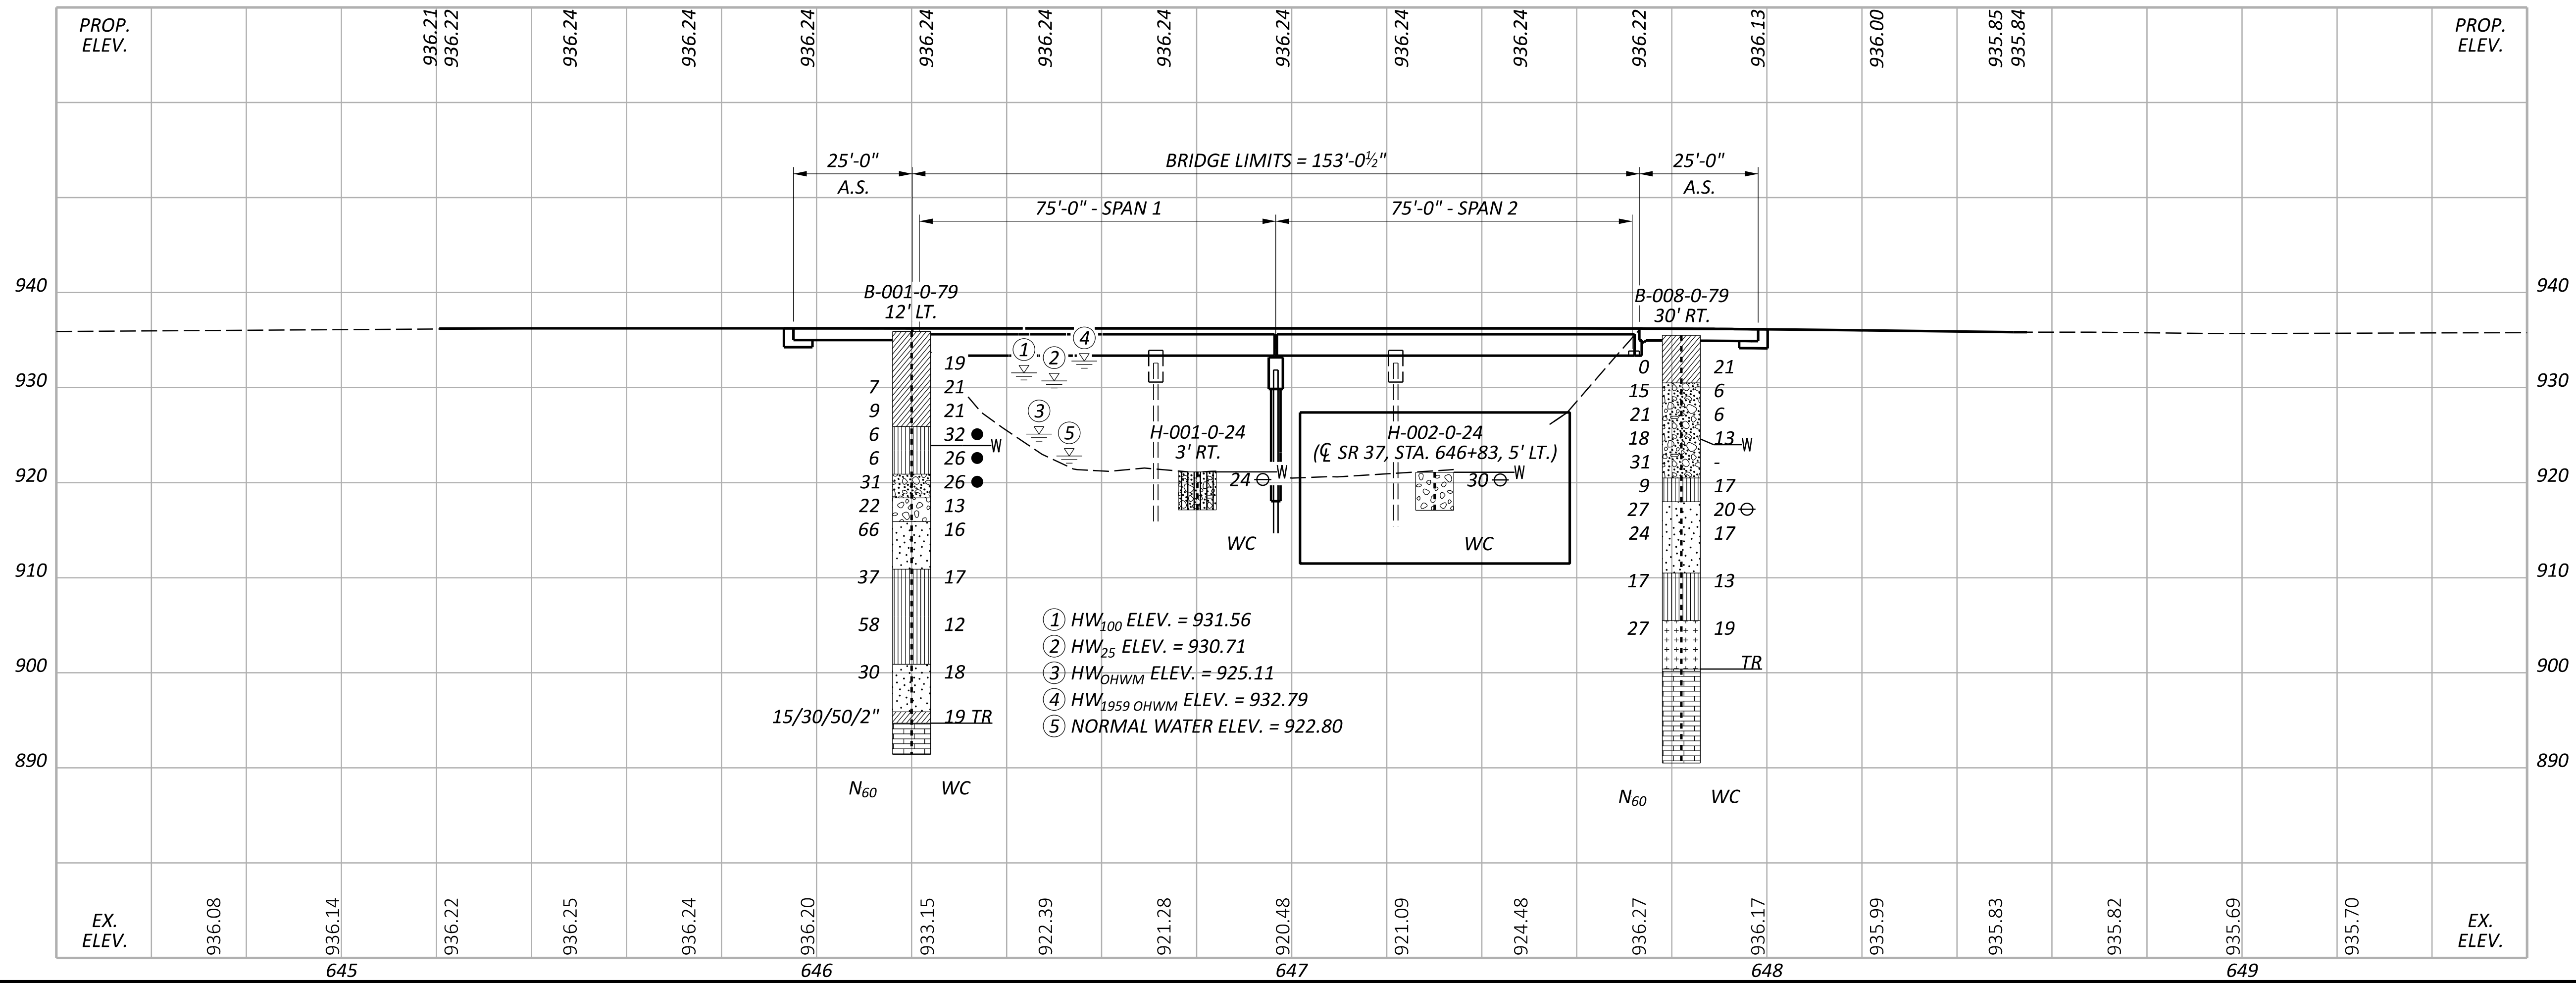 PROP.
ELEV.
936.21
936.22
936.24
936.24
936.24
936.24
936.24
936.24
936.24
936.24
936.24
936.22
936.13
936.00
935.85
935.84
PROP.
ELEV.
25'-0"
A.S.
BRIDGE LIMITS = 153'-0½"
25'-0"
A.S.
75'-0" - SPAN 1
75'-0" - SPAN 2
940
930
920
910
900
890
B-001-0-79
12' LT.
19
7 21
9 21
6 32
W
6 26
31 26
22 13
66 16
37 17
58 12
30 18
15/30/50/2" 19 TR
N60 WC
1
2
4
3
5
H-001-0-24
3' RT.
W
24
WC
H-002-0-24
(℄ SR 37, STA. 646+83, 5' LT.)
W
30
WC
① HW100 ELEV. = 931.56
② HW25 ELEV. = 930.71
③ HWOHWM ELEV. = 925.11
④ HW1959 OHWM ELEV. = 932.79
⑤ NORMAL WATER ELEV. = 922.80
B-008-0-79
30' RT.
0 21
15 6
21 6
18 13
W
31 -
9 17
27 20
24 17
17 13
27 19
TR
N60 WC
940
930
920
910
900
890
EX.
ELEV.
936.08
936.14
936.22
936.25
936.24
936.20
933.15
922.39
921.28
920.48
921.09
924.48
936.27
936.17
935.99
935.83
935.82
935.69
935.70
EX.
ELEV.
645
646
647
648
649